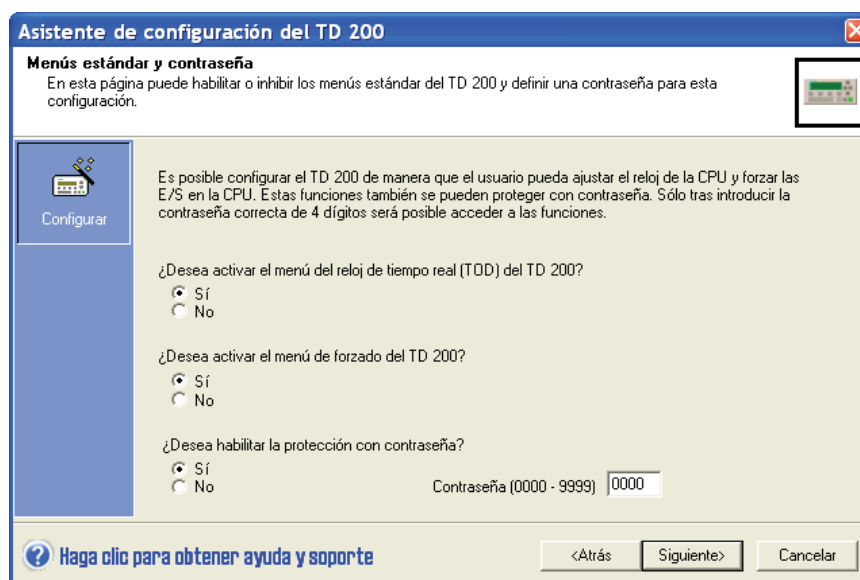 Asistente de configuración del TD 200
Menús estándar y contraseña
En esta página puede habilitar o inhibir los menús estándar del TD 200 y definir una contraseña para esta
configuración.
Configurar
Es posible configurar el TD 200 de manera que el usuario pueda ajustar el reloj de la CPU y forzar las
E/S en la CPU. Estas funciones también se pueden proteger con contraseña. Sólo tras introducir la
contraseña correcta de 4 dígitos será posible acceder a las funciones.
¿Desea activar el menú del reloj de tiempo real (TOD) del TD 200?
Sí
No
¿Desea activar el menú de forzado del TD 200?
Sí
No
¿Desea habilitar la protección con contraseña?
Sí
No
Contraseña (0000 - 9999) 0000
Haga clic para obtener ayuda y soporte
<Atrás
Siguiente>
Cancelar